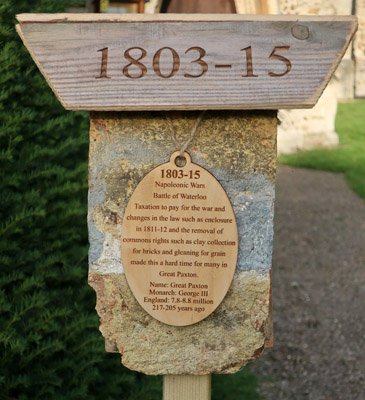 1803-15
1803-15
Napoleonic Wars
Battle of Waterloo
Taxation to pay for the war and
changes in the law such as enclosure
in 1811-12 and the removal of
commons rights such as clay collection
for bricks and gleaning for grain
made this a hard time for many in
Great Paxton.
Name: Great Paxton
Monarch: George III
England: 7.8-8.8 million
217-205 years ago